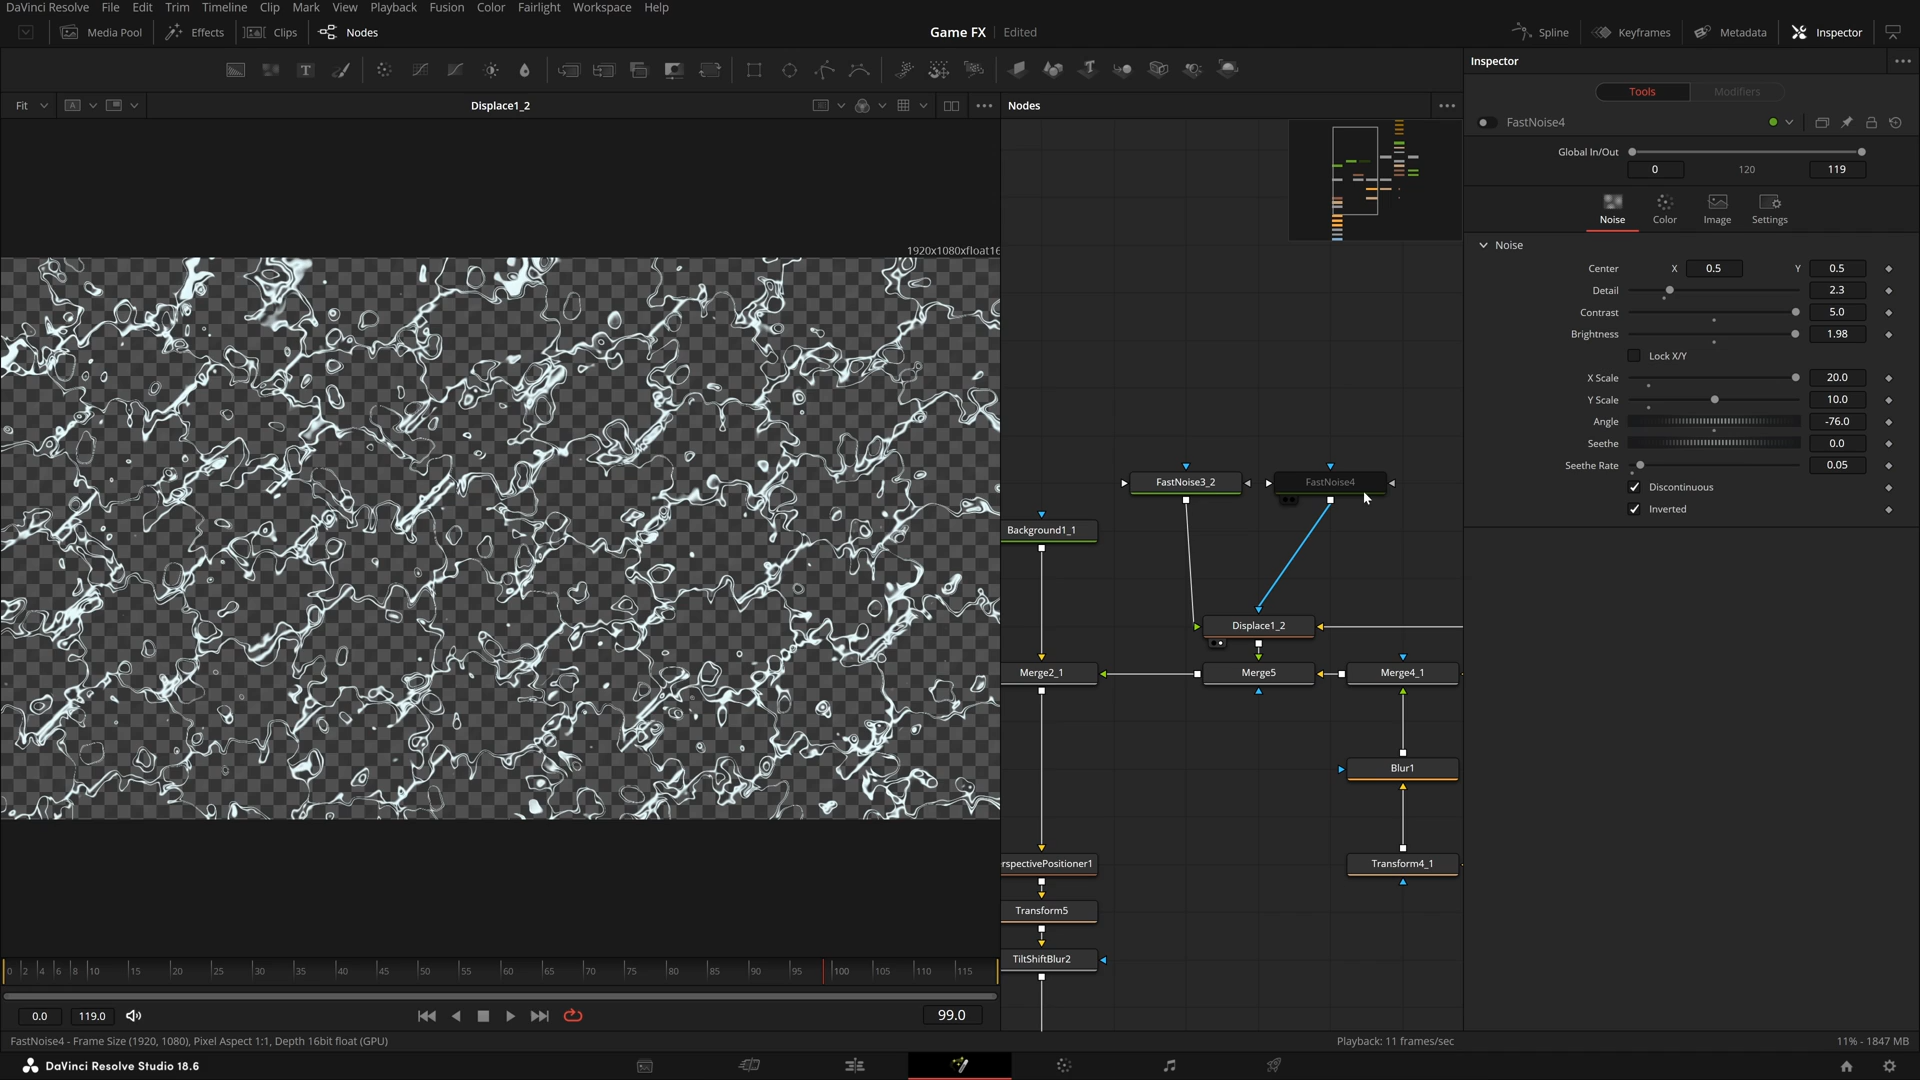 DaVinci Resolve File Edit Trim Timeline Clip Mark View Playback Fusion Color Fairlight Workspace Help
Media Pool Effects Clips Nodes Game FX Edited Spline Keyframes Metadata Inspector
T
Inspector
Tools Modifiers
Fit A Displace1_2 Nodes
FastNoise4
Global In/Out
0 120 119
Noise Color Image Settings
Noise
1920x1080xfloat16
Center X 0.5 Y 0.5
Detail 2.3
Contrast 5.0
Brightness 1.98
Lock X/Y
X Scale 20.0
Y Scale 10.0
Angle -76.0
Seethe 0.0
Seethe Rate 0.05
Discontinuous
Inverted
FastNoise3_2 FastNoise4
Background1_1
Displace1_2
Merge2_1 Merge5 Merge4_1
Blur1
erspectivePositioner1 Transform4_1
Transform5
TiltShiftBlur2
0 2 4 6 8 10 15 20 25 30 35 40 45 50 55 60 65 70 75 80 85 90 95 100 105 110 115
0.0 119.0 99.0
FastNoise4 - Frame Size (1920, 1080), Pixel Aspect 1:1, Depth 16bit float (GPU) Playback: 11 frames/sec 11% - 1847 MB
DaVinci Resolve Studio 18.6